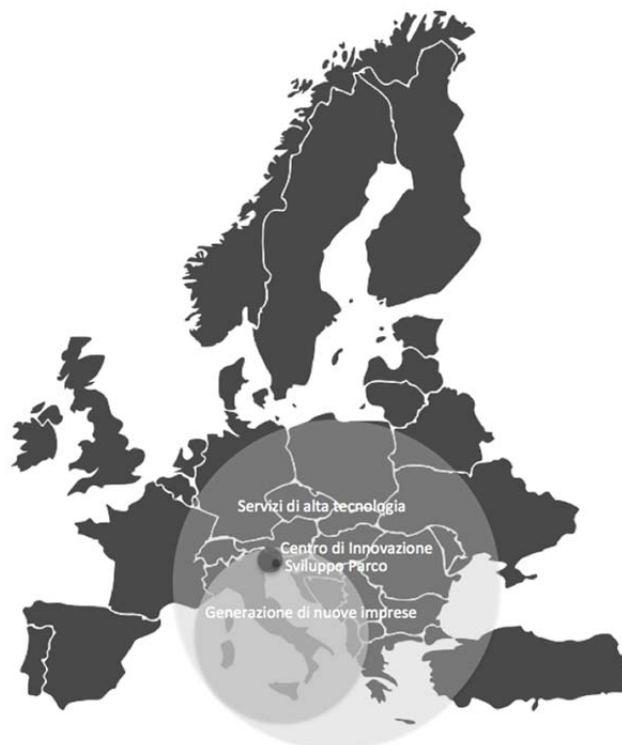 Servizi di alta tecnologia
Centro di Innovazione
Sviluppo Parco
Generazione di nuove imprese